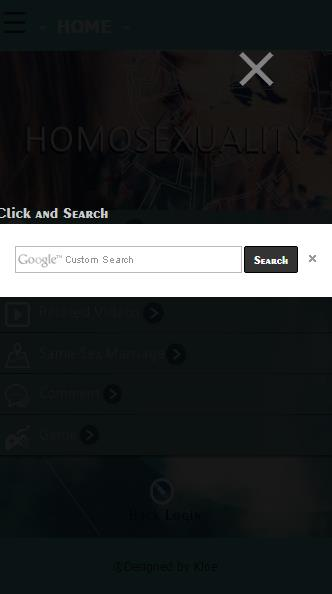 - HOME -
HOMOSEXUALITY
Click and Search
Google™ Custom Search
Search
×
Related Videos
Same-Sex Marriage
Comment
Game
Back Login
©Designed by Kloe